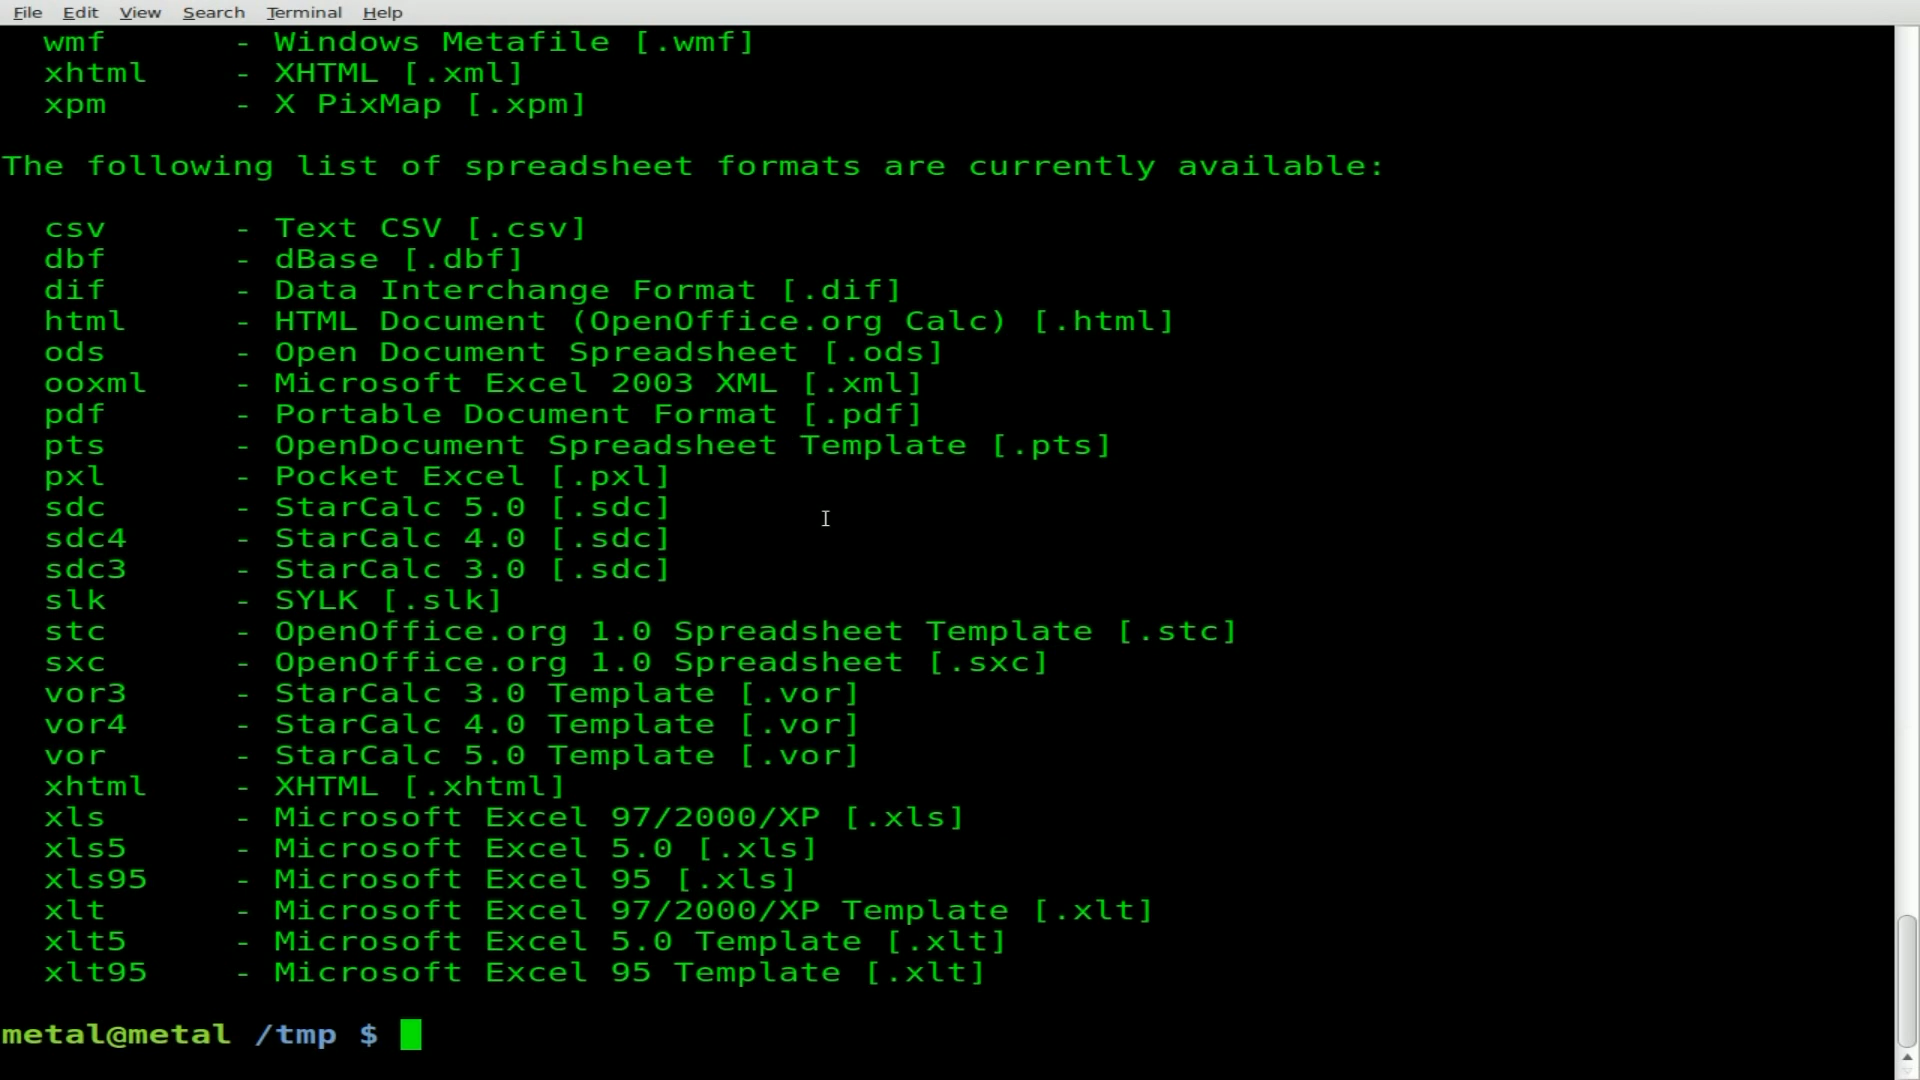 File Edit View Search Terminal Help
wmf - Windows Metafile [.wmf]
xhtml - XHTML [.xml]
xpm - X PixMap [.xpm]
The following list of spreadsheet formats are currently available:
csv - Text CSV [.csv]
dbf - dBase [.dbf]
dif - Data Interchange Format [.dif]
html - HTML Document (OpenOffice.org Calc) [.html]
ods - Open Document Spreadsheet [.ods]
ooxml - Microsoft Excel 2003 XML [.xml]
pdf - Portable Document Format [.pdf]
pts - OpenDocument Spreadsheet Template [.pts]
pxl - Pocket Excel [.pxl]
sdc - StarCalc 5.0 [.sdc]
sdc4 - StarCalc 4.0 [.sdc]
sdc3 - StarCalc 3.0 [.sdc]
slk - SYLK [.slk]
stc - OpenOffice.org 1.0 Spreadsheet Template [.stc]
sxc - OpenOffice.org 1.0 Spreadsheet [.sxc]
vor3 - StarCalc 3.0 Template [.vor]
vor4 - StarCalc 4.0 Template [.vor]
vor - StarCalc 5.0 Template [.vor]
xhtml - XHTML [.xhtml]
xls - Microsoft Excel 97/2000/XP [.xls]
xls5 - Microsoft Excel 5.0 [.xls]
xls95 - Microsoft Excel 95 [.xls]
xlt - Microsoft Excel 97/2000/XP Template [.xlt]
xlt5 - Microsoft Excel 5.0 Template [.xlt]
xlt95 - Microsoft Excel 95 Template [.xlt]
metal@metal /tmp $